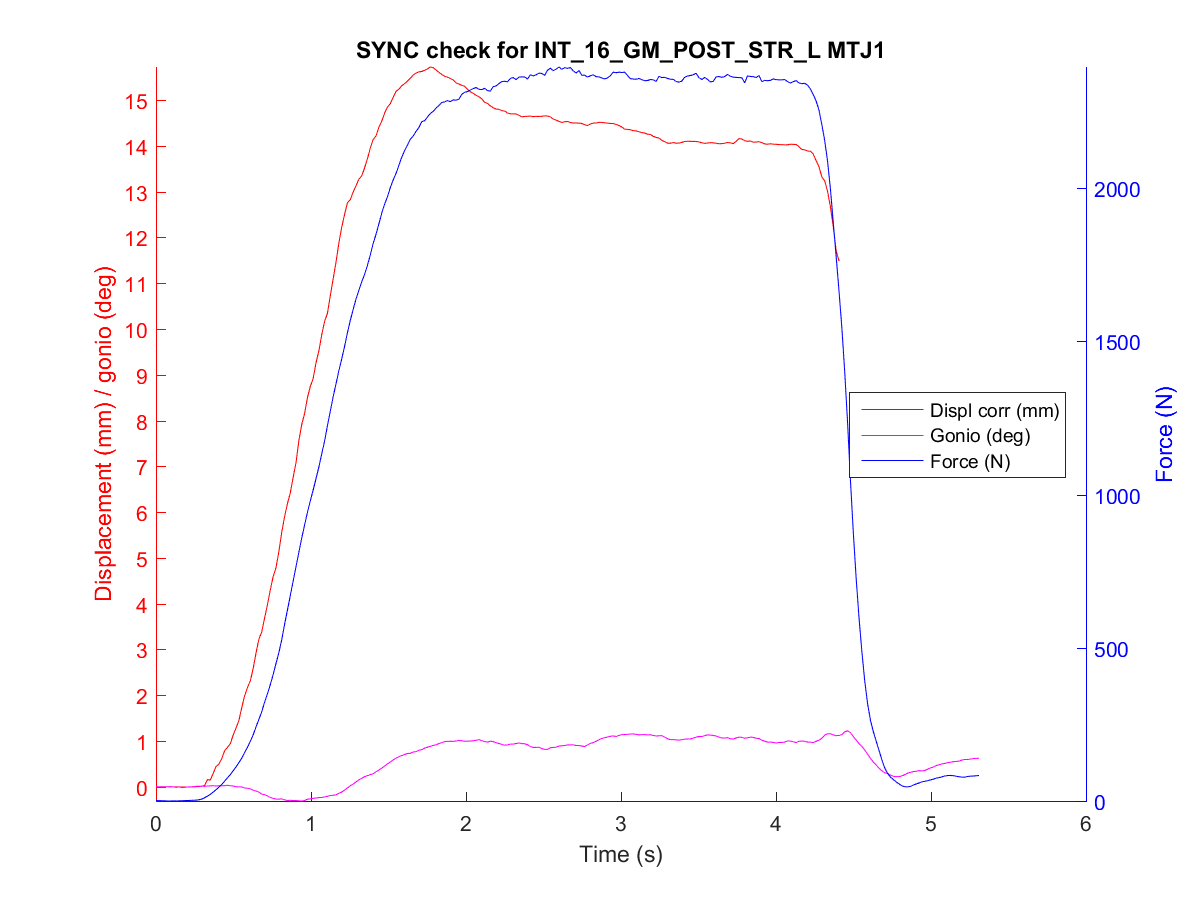 SYNC check for INT_16_GM_POST_STR_L MTJ1
Displacement (mm) / gonio (deg)
15
14
13
12
11
10
9
8
7
6
5
4
3
2
1
0
2000
1500
1000
500
0
Force (N)
Displ corr (mm)
Gonio (deg)
Force (N)
0 1 2 3 4 5 6
Time (s)